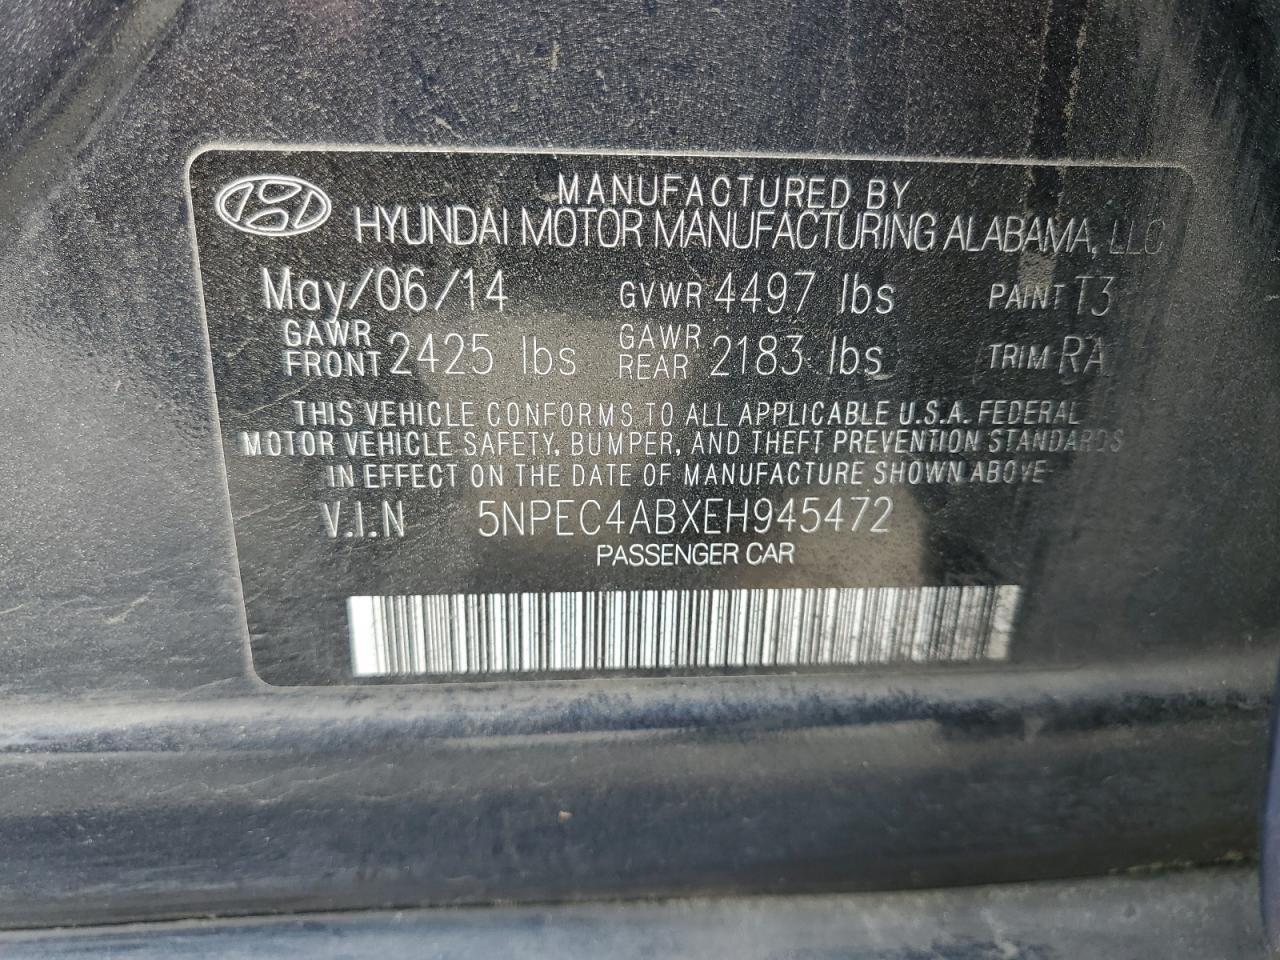 MANUFACTURED BY
HYUNDAI MOTOR MANUFACTURING ALABAMA, LLC
May/06/14 GVWR 4497 lbs PAINT T3
GAWR FRONT 2425 lbs GAWR REAR 2183 lbs TRIM RA
THIS VEHICLE CONFORMS TO ALL APPLICABLE U.S.A. FEDERAL
MOTOR VEHICLE SAFETY, BUMPER, AND THEFT PREVENTION STANDARDS
IN EFFECT ON THE DATE OF MANUFACTURE SHOWN ABOVE
V.I.N 5NPEC4ABXEH945472
PASSENGER CAR